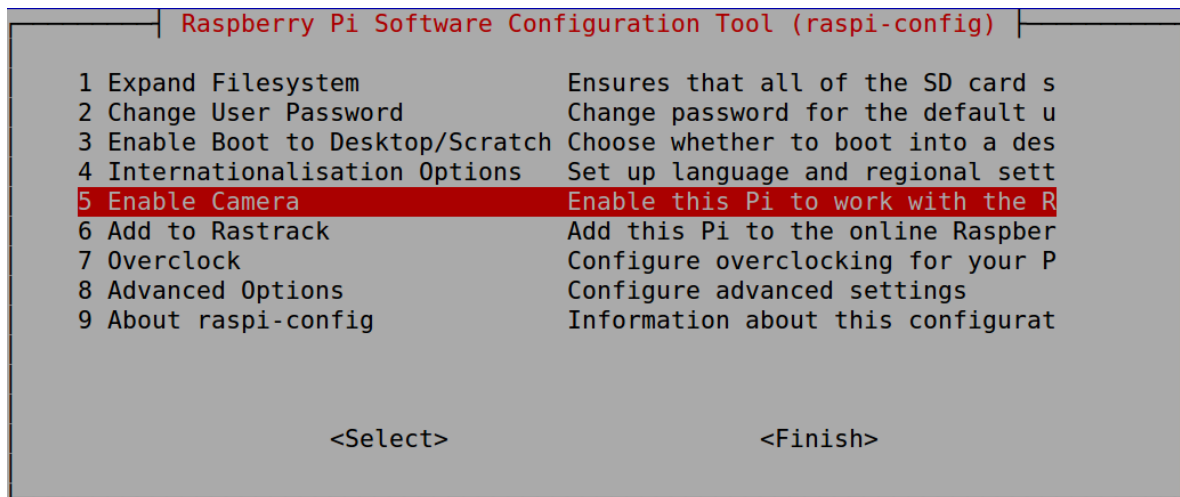 Raspberry Pi Software Configuration Tool (raspi-config)
1 Expand Filesystem Ensures that all of the SD card s
2 Change User Password Change password for the default u
3 Enable Boot to Desktop/Scratch Choose whether to boot into a des
4 Internationalisation Options Set up language and regional sett
5 Enable Camera Enable this Pi to work with the R
6 Add to Rastrack Add this Pi to the online Raspber
7 Overclock Configure overclocking for your P
8 Advanced Options Configure advanced settings
9 About raspi-config Information about this configurat
<Select> <Finish>